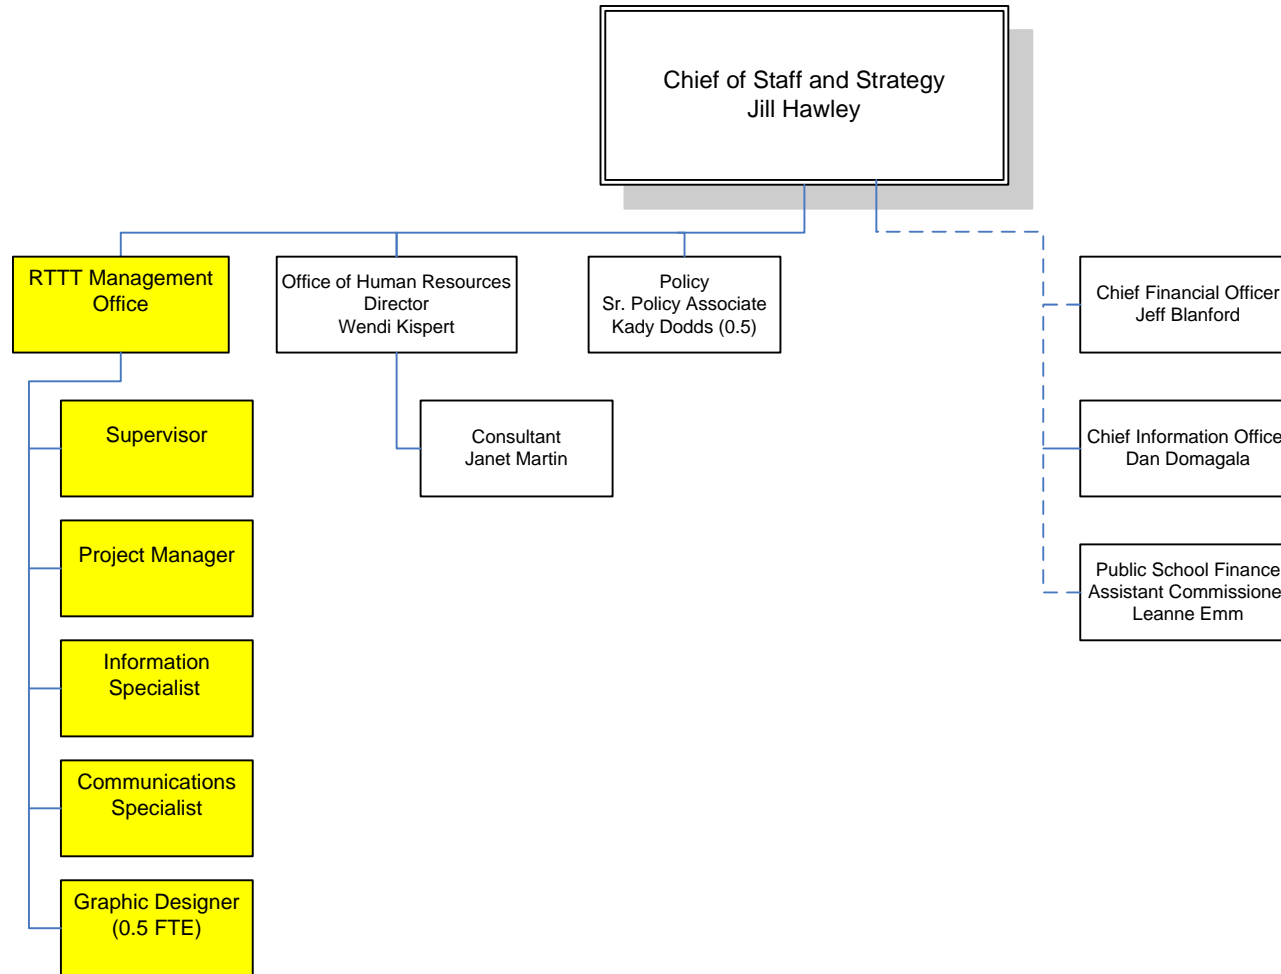 Chief of Staff and Strategy
Jill Hawley
RTTT Management
Office
Office of Human Resources
Director
Wendi Kispert
Policy
Sr. Policy Associate
Kady Dodds (0.5)
Chief Financial Officer
Jeff Blanford
Supervisor
Consultant
Janet Martin
Chief Information Office
Dan Domagala
Project Manager
Public School Finance
Assistant Commissione
Leanne Emm
Information
Specialist
Communications
Specialist
Graphic Designer
(0.5 FTE)